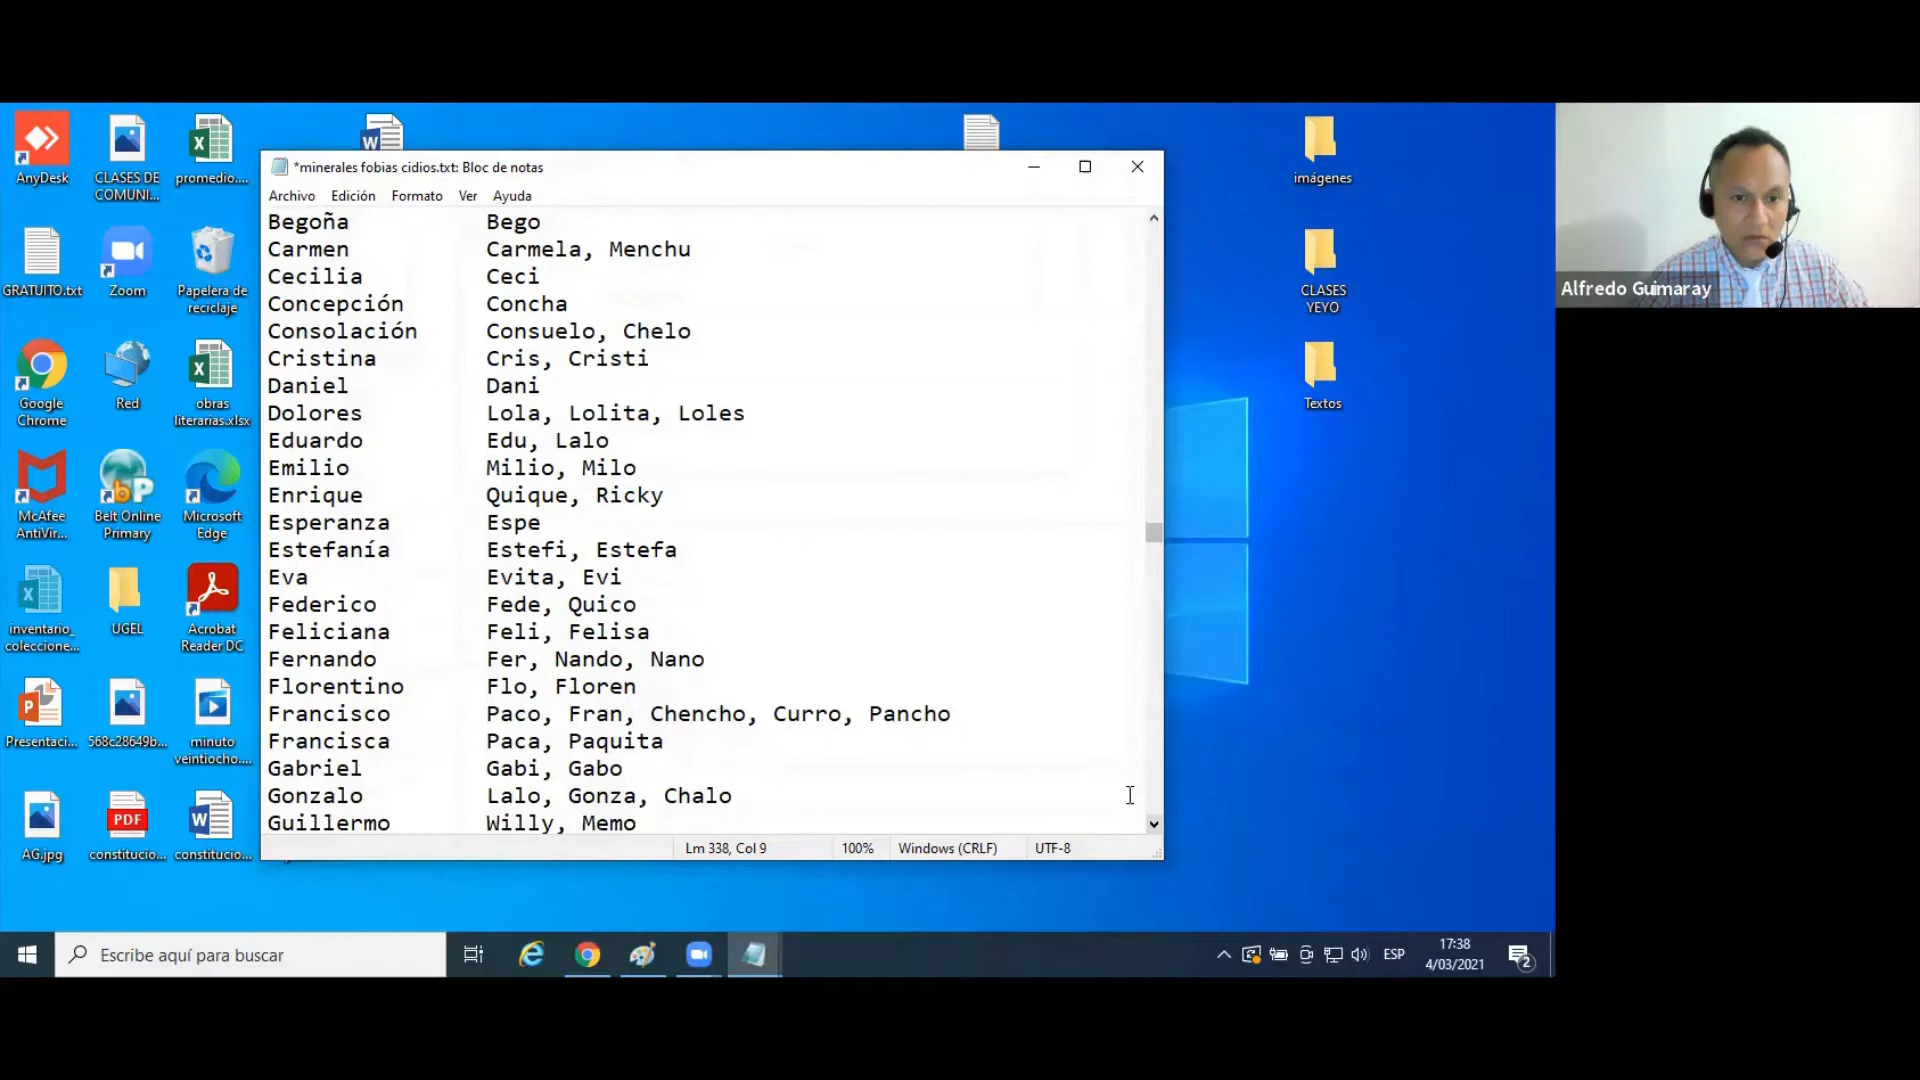 AnyDesk
CLASES DE COMUNI...
promedio....
GRATUITO.txt
Zoom
Papelera de reciclaje
Google Chrome
Red
obras literarias.xlsx
McAfee AntiVir...
Belt Online Primary
Microsoft Edge
inventario_coleccione...
UGEL
Acrobat Reader DC
Presentaci...
568c28649b...
minuto veintiocho....
AG.jpg
constitucio...
constitucio...
*minerales fobias cidios.txt: Bloc de notas
Archivo Edición Formato Ver Ayuda
Begoña Bego
Carmen Carmela, Menchu
Cecilia Ceci
Concepción Concha
Consolación Consuelo, Chelo
Cristina Cris, Cristi
Daniel Dani
Dolores Lola, Lolita, Loles
Eduardo Edu, Lalo
Emilio Milio, Milo
Enrique Quique, Ricky
Esperanza Espe
Estefanía Estefi, Estefa
Eva Evita, Evi
Federico Fede, Quico
Feliciana Feli, Felisa
Fernando Fer, Nando, Nano
Florentino Flo, Floren
Francisco Paco, Fran, Chencho, Curro, Pancho
Francisca Paca, Paquita
Gabriel Gabi, Gabo
Gonzalo Lalo, Gonza, Chalo
Guillermo Willy, Memo
Lm 338, Col 9 100% Windows (CRLF) UTF-8
imágenes
CLASES YEYO
Textos
Alfredo Guimaray
Escribe aquí para buscar
ESP
17:38
4/03/2021
2